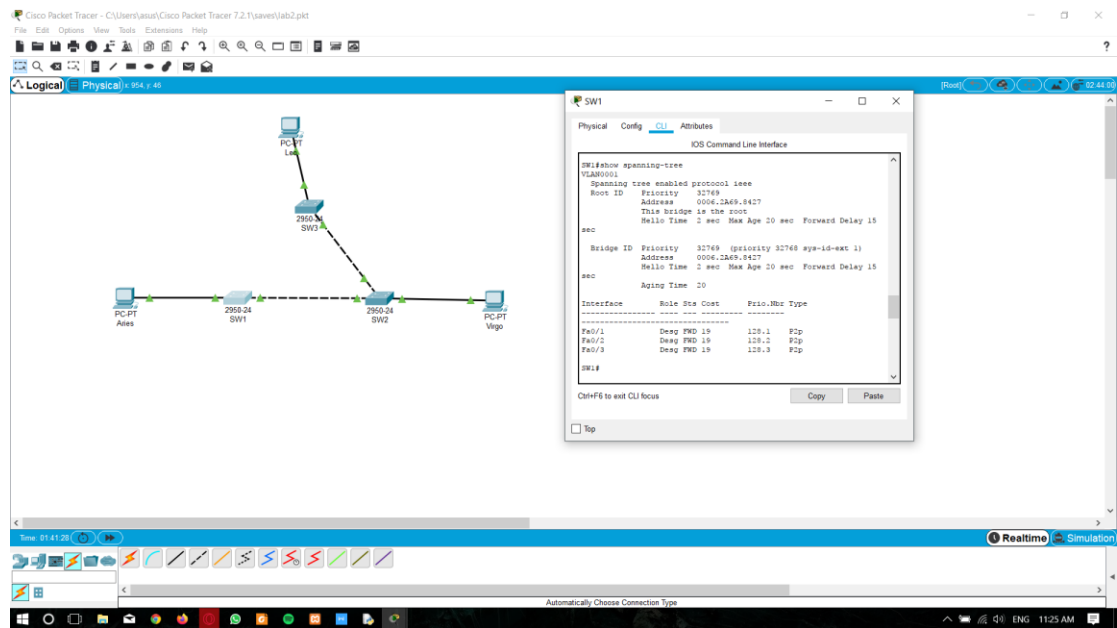 Cisco Packet Tracer - C:\Users\asus\Cisco Packet Tracer 7.2.1\saves\lab2.pkt
File Edit Options View Tools Extensions Help
?
Logical
Physical
x: 954, y: 46
[Root]
02:44:00
PC-PT
Leo
2950-24
SW3
PC-PT
Aries
2950-24
SW1
2950-24
SW2
PC-PT
Virgo
SW1
Physical Config CLI Attributes
IOS Command Line Interface
SW1#show spanning-tree
VLAN0001
Spanning tree enabled protocol ieee
Root ID Priority 32769
Address 0006.2A69.8427
This bridge is the root
Hello Time 2 sec Max Age 20 sec Forward Delay 15
sec
Bridge ID Priority 32769 (priority 32768 sys-id-ext 1)
Address 0006.2A69.8427
Hello Time 2 sec Max Age 20 sec Forward Delay 15
sec
Aging Time 20
Interface Role Sts Cost Prio.Nbr Type
---------------- ---- --- --------- --------
--------------------------------
Fa0/1 Desg FWD 19 128.1 P2p
Fa0/2 Desg FWD 19 128.2 P2p
Fa0/3 Desg FWD 19 128.3 P2p
SW1#
Ctrl+F6 to exit CLI focus
Copy
Paste
Top
Time: 01:41:28
Realtime
Simulation
Automatically Choose Connection Type
ENG 11:25 AM